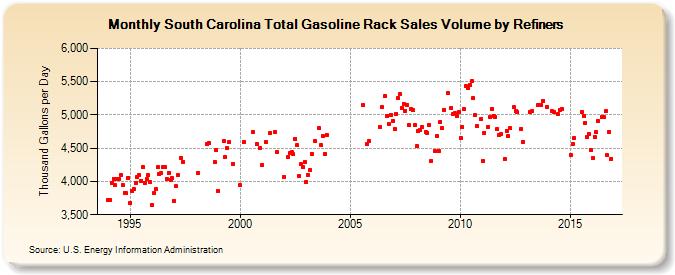 Monthly South Carolina Total Gasoline Rack Sales Volume by Refiners
Thousand Gallons per Day
6,000
5,500
5,000
4,500
4,000
3,500
1995 2000 2005 2010 2015
Source: U.S. Energy Information Administration